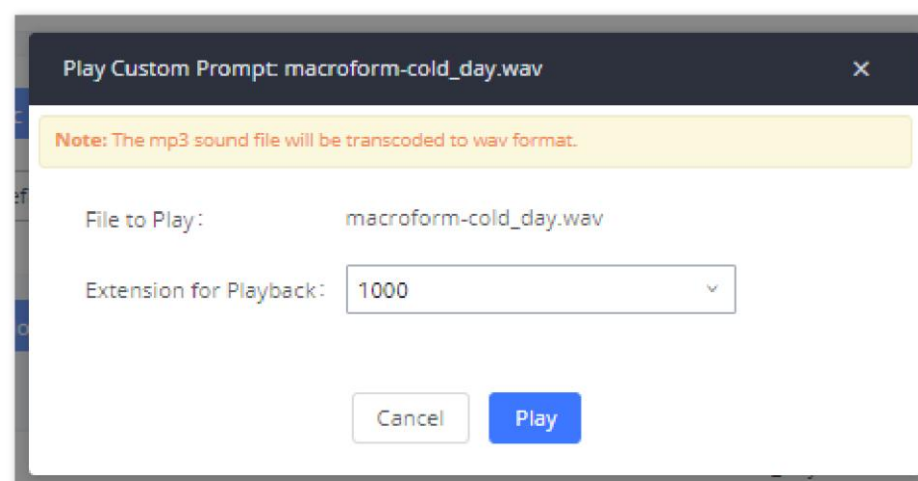 Play Custom Prompt: macroform-cold_day.wav
Note: The mp3 sound file will be transcoded to wav format.
File to Play: macroform-cold_day.wav
Extension for Playback: 1000
Cancel Play